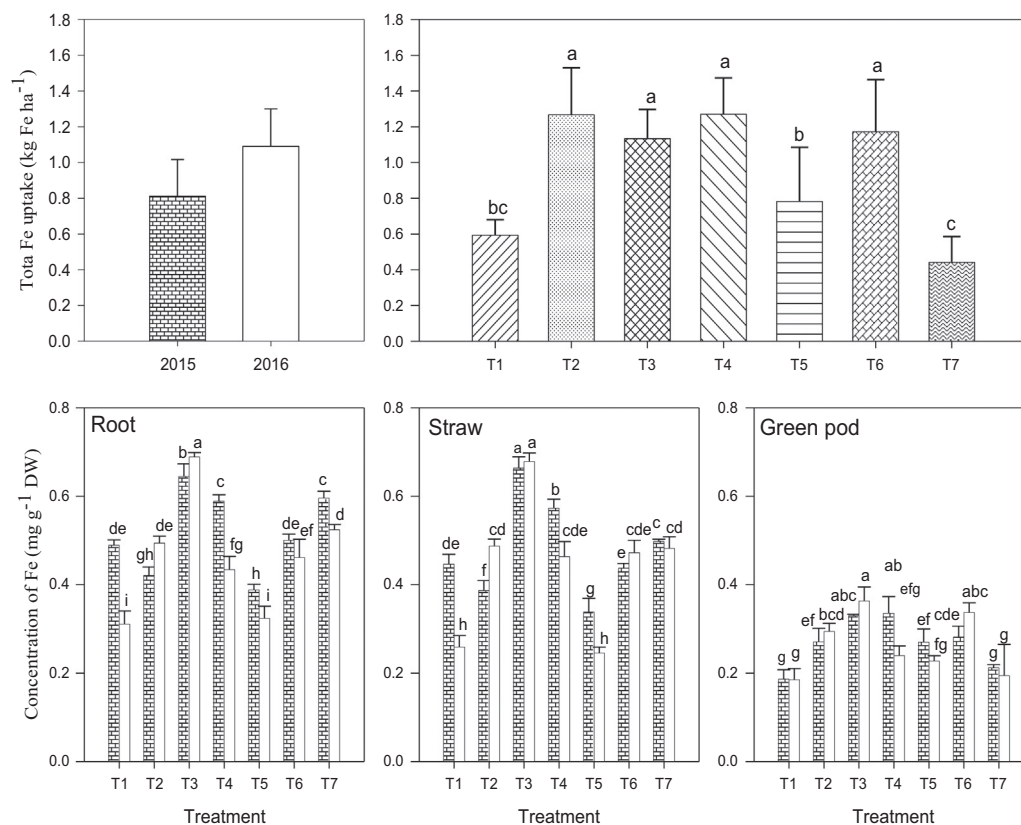 Tota Fe uptake (kg Fe ha-1)
1.8
1.6
1.4
1.2
1.0
0.8
0.6
0.4
0.2
0.0
2015 2016
1.8
1.6
1.4
1.2
1.0
0.8
0.6
0.4
0.2
0.0
bc a a a b a c
T1 T2 T3 T4 T5 T6 T7
Concentration of Fe (mg g-1 DW)
0.8
0.6
0.4
0.2
0.0
Root
de i gh de b a c fg h i de ef c d
T1 T2 T3 T4 T5 T6 T7
Treatment
0.8
0.6
0.4
0.2
0.0
Straw
de h f cd a a b cde g h e cde c cd
T1 T2 T3 T4 T5 T6 T7
Treatment
0.8
0.6
0.4
0.2
0.0
Green pod
g g ef bcd abc a ab efg ef fg cde abc g g
T1 T2 T3 T4 T5 T6 T7
Treatment